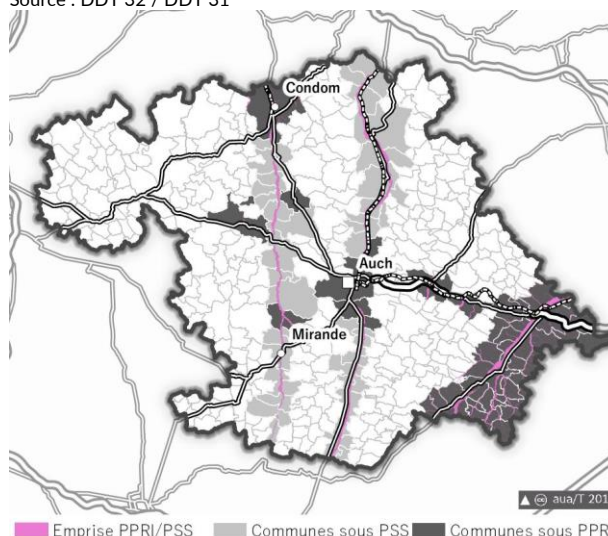 Source : DDT 32 / DDT 31
Condom
Auch
Mirande
aua/T 201
Emprise PPRI/PSS Communes sous PSS Communes sous PPR